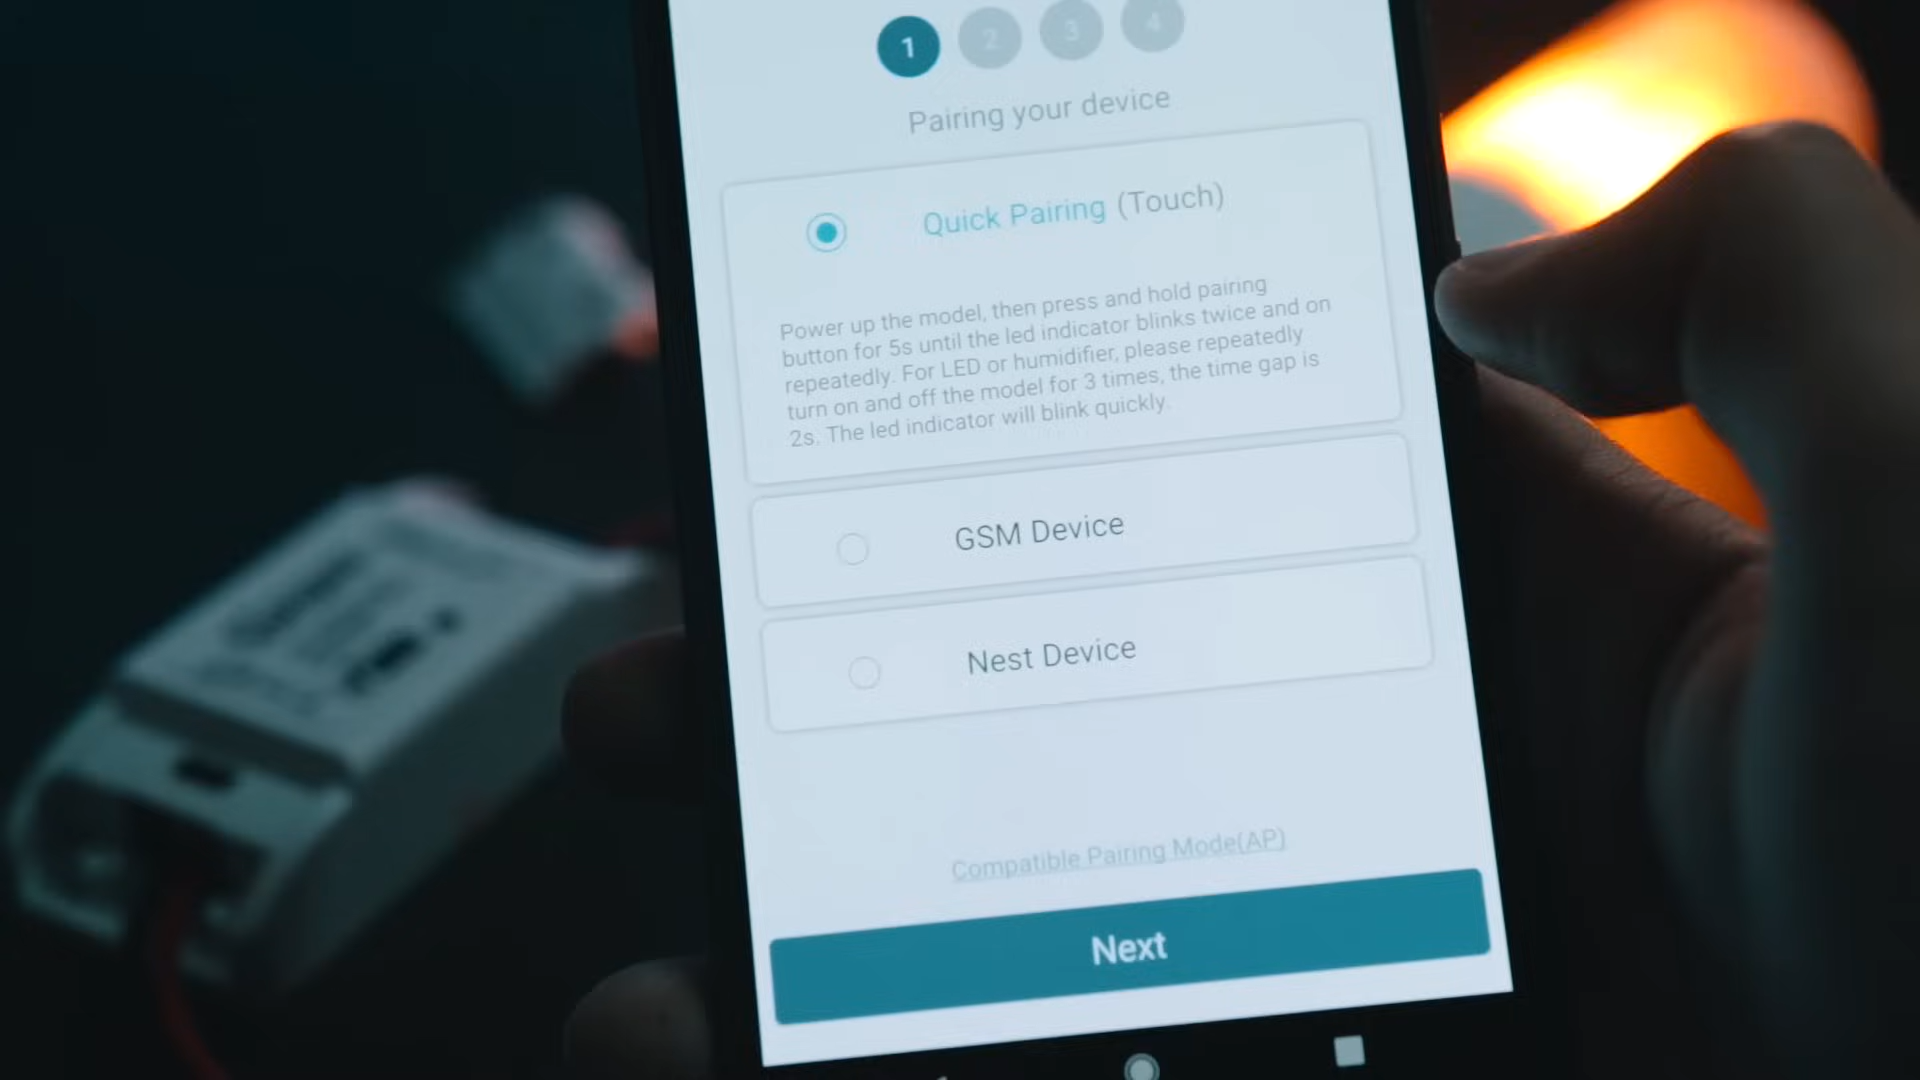 1 2 3 4
Pairing your device
Quick Pairing (Touch)
Power up the model, then press and hold pairing
button for 5s until the led indicator blinks twice and on
repeatedly. For LED or humidifier, please repeatedly
turn on and off the model for 3 times, the time gap is
2s. The led indicator will blink quickly.
GSM Device
Nest Device
Compatible Pairing Mode(AP)
Next